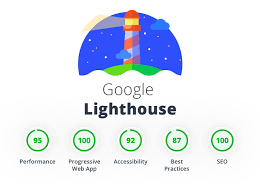 Google
Lighthouse
95
100
92
87
100
Performance
Progressive
Web App
Accessibility
Best
Practices
SEO